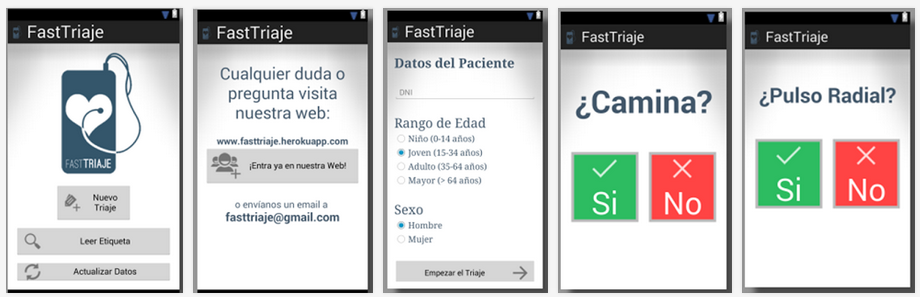 FastTriaje
FASTTRIAJE
Nuevo
Triaje
Leer Etiqueta
Actualizar Datos
FastTriaje
Cualquier duda o
pregunta visita
nuestra web:
www.fasttriaje.herokuapp.com
¡Entra ya en nuestra Web!
o envíanos un email a
fasttriaje@gmail.com
FastTriaje
Datos del Paciente
DNI
Rango de Edad
Niño (0-14 años)
Joven (15-34 años)
Adulto (35-64 años)
Mayor (> 64 años)
Sexo
Hombre
Mujer
Empezar el Triaje
FastTriaje
¿Camina?
Si
No
FastTriaje
¿Pulso Radial?
Si
No